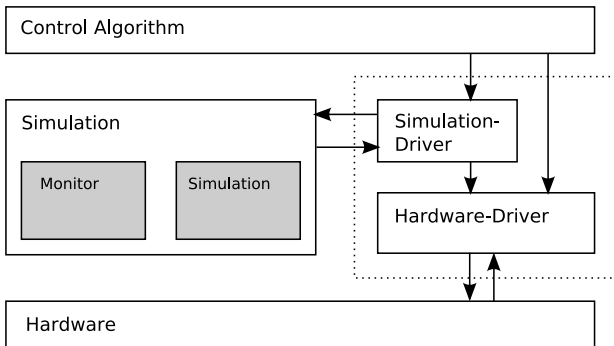 Control Algorithm
Simulation
Monitor
Simulation
Simulation-
Driver
Hardware-Driver
Hardware